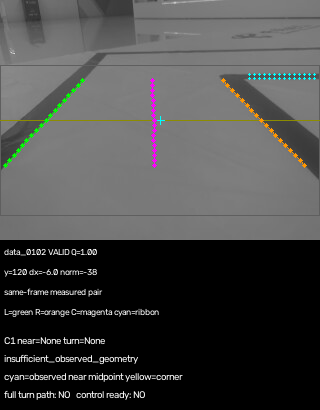 data_0102 VALID Q=1.00
y=120 dx=-6.0 norm=-38
same-frame measured pair
L=green R=orange C=magenta cyan=ribbon
C1 near=None turn=None
insufficient_observed_geometry
cyan=observed near midpoint yellow=corner
full turn path: NO control ready: NO